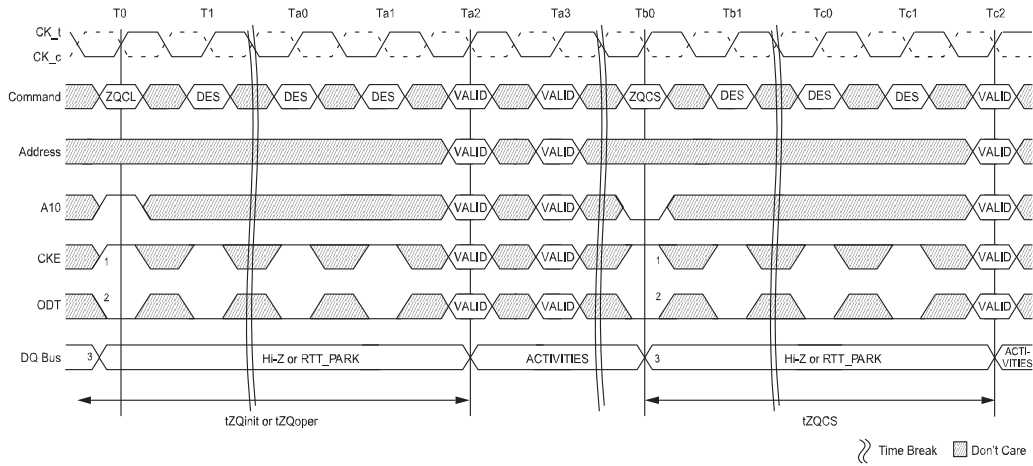 T0 T1 Ta0 Ta1 Ta2 Ta3 Tb0 Tb1 Tc0 Tc1 Tc2
CK_t
CK_c
Command ZQCL DES DES DES VALID VALID ZQCS DES DES DES VALID
Address VALID VALID VALID
A10 VALID VALID VALID
CKE 1 VALID VALID 1 VALID
ODT 2 VALID VALID 2 VALID
DQ Bus 3 Hi-Z or RTT_PARK ACTIVITIES 3 Hi-Z or RTT_PARK ACTI-
VITIES
tZQinit or tZQoper tZQCS
Time Break Don't Care